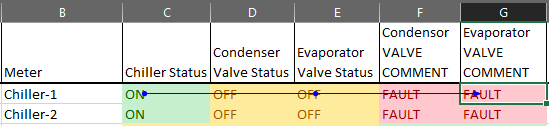 B C D E F G
Condensor Evaporator
Condenser Evaporator VALVE VALVE
Meter Chiller Status Valve Status Valve Status COMMENT COMMENT
Chiller-1 ON OFF OFF FAULT FAULT
Chiller-2 ON OFF OFF FAULT FAULT